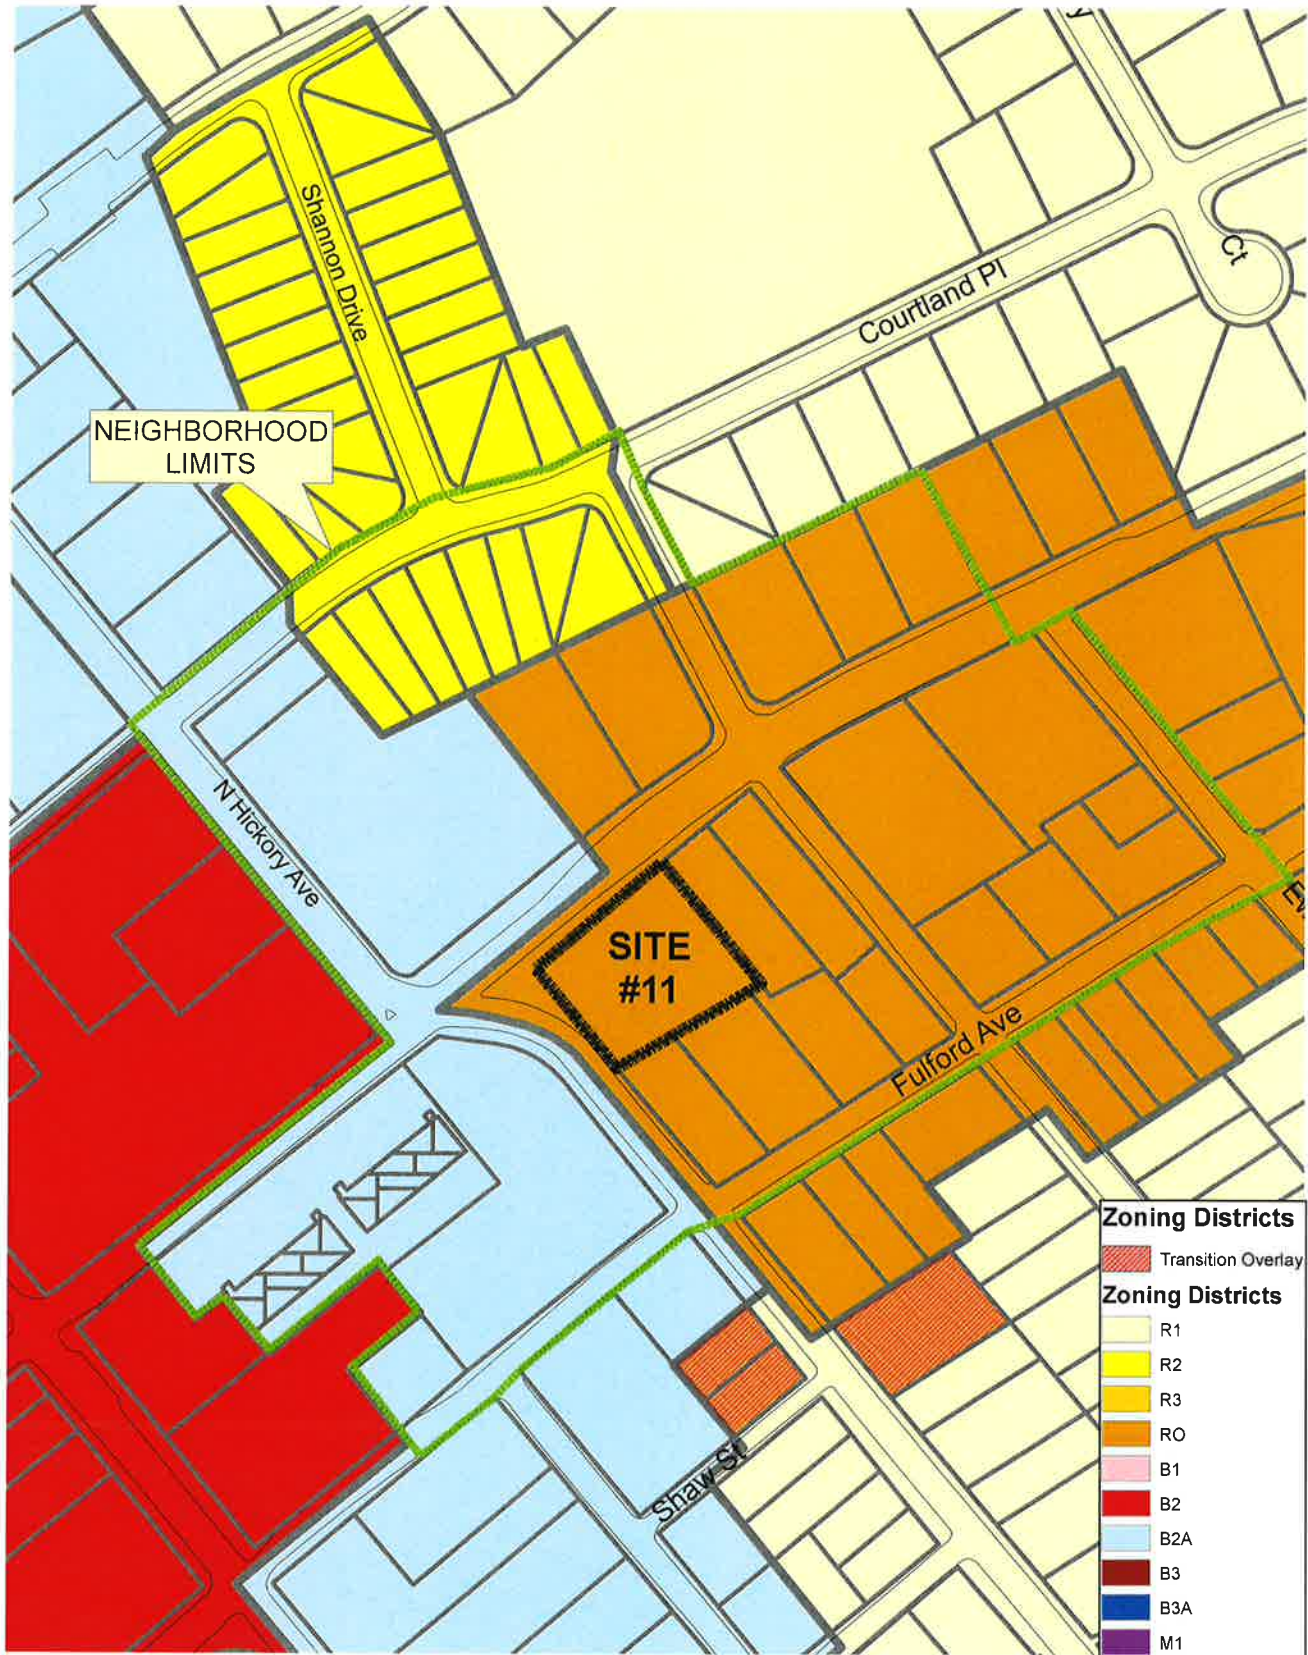 y
Shannon Drive
Ct
Courtland Pl
NEIGHBORHOOD
LIMITS
N Hickory Ave
SITE
#11
Fulford Ave
Shaw St
Zoning Districts
Transition Overlay
Zoning Districts
R1
R2
R3
RO
B1
B2
B2A
B3
B3A
M1